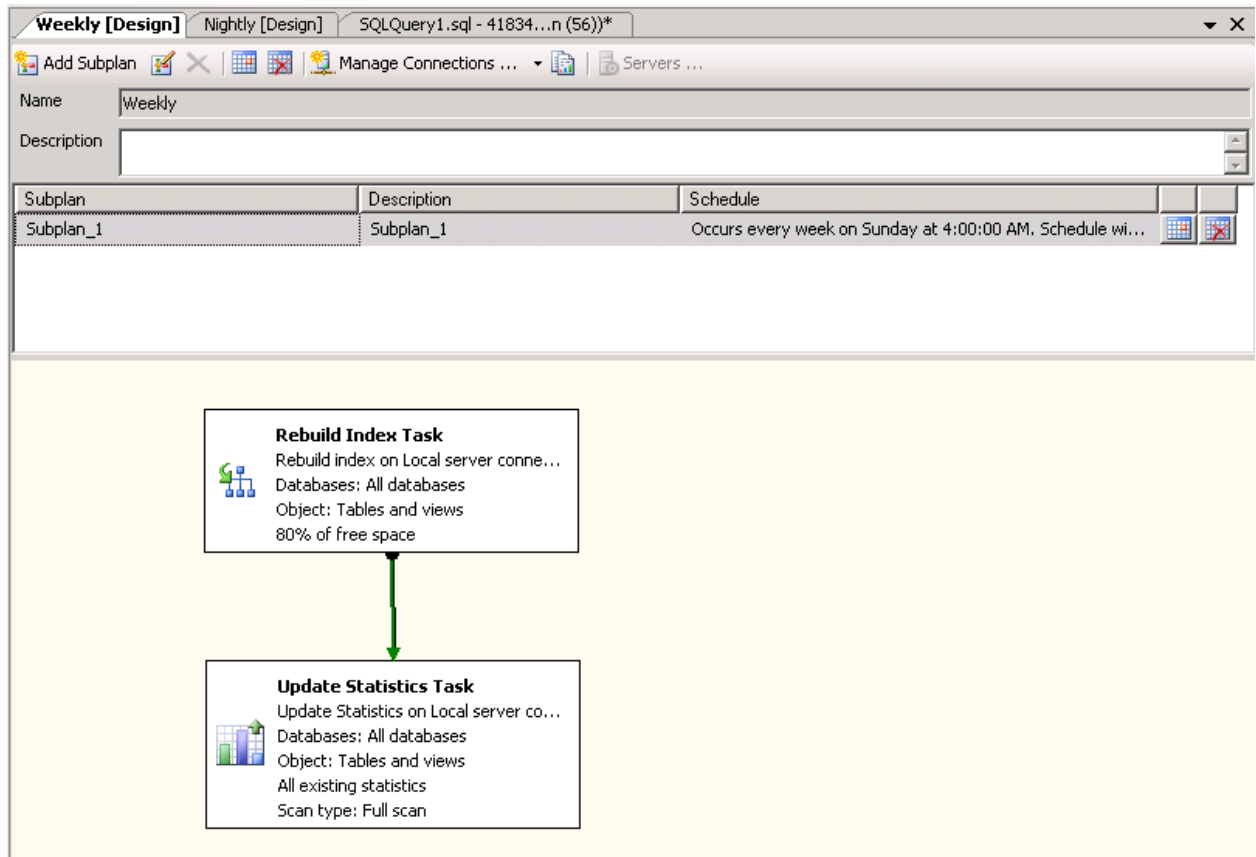 Weekly [Design] Nightly [Design] SQLQuery1.sql - 41834...n (56))*
Add Subplan Manage Connections ... Servers ...
Name Weekly
Description
Subplan Description Schedule
Subplan_1 Subplan_1 Occurs every week on Sunday at 4:00:00 AM. Schedule wi...
Rebuild Index Task
Rebuild index on Local server conne...
Databases: All databases
Object: Tables and views
80% of free space
Update Statistics Task
Update Statistics on Local server co...
Databases: All databases
Object: Tables and views
All existing statistics
Scan type: Full scan